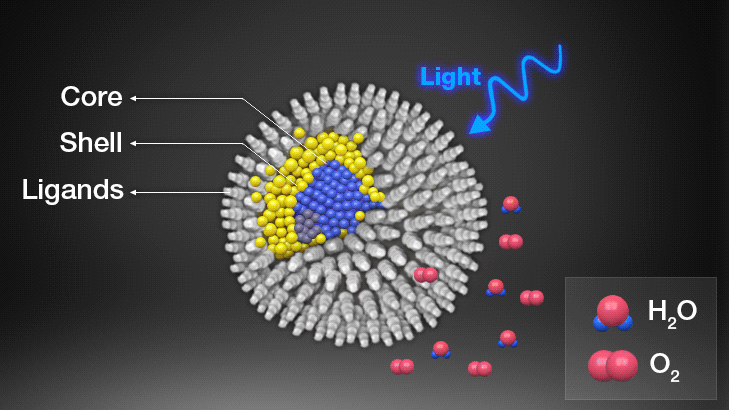 Light
Core
Shell
Ligands
H₂O
O₂